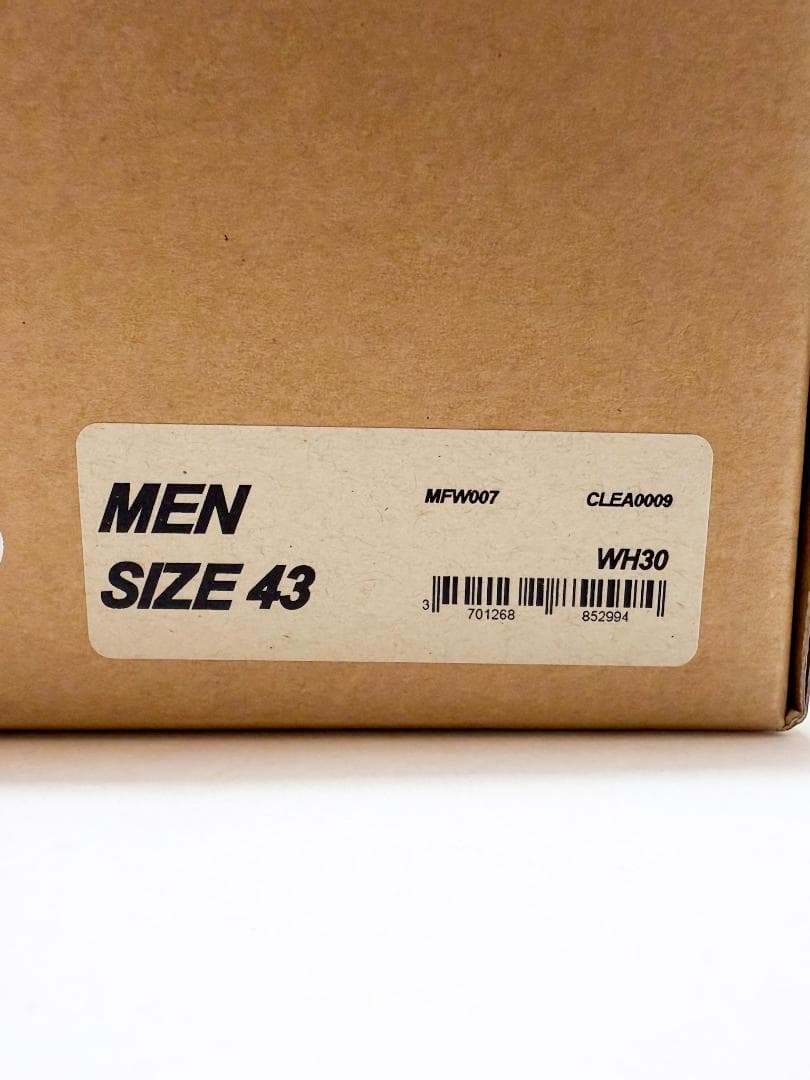 MEN
SIZE 43
MFW007 CLEA0009
WH30
3 701268 852994